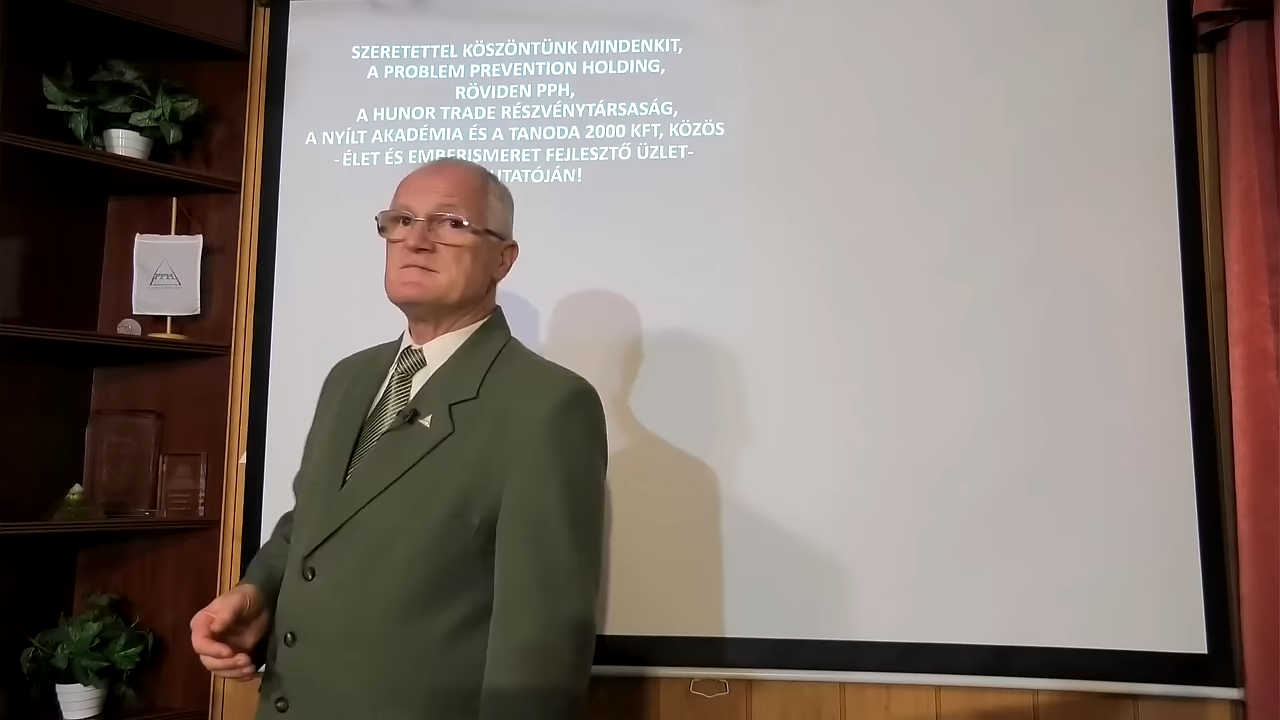 SZERETETTEL KÖSZÖNTÜNK MINDENKIT,
A PROBLEM PREVENTION HOLDING,
RÖVIDEN PPH,
A HUNOR TRADE RÉSZVÉNYTÁRSASÁG,
A NYÍLT AKADÉMIA ÉS A TANODA 2000 KFT, KÖZÖS
- ÉLET ÉS EMBERISMERET FEJLESZTŐ ÜZLET-
UTATÓJÁN!